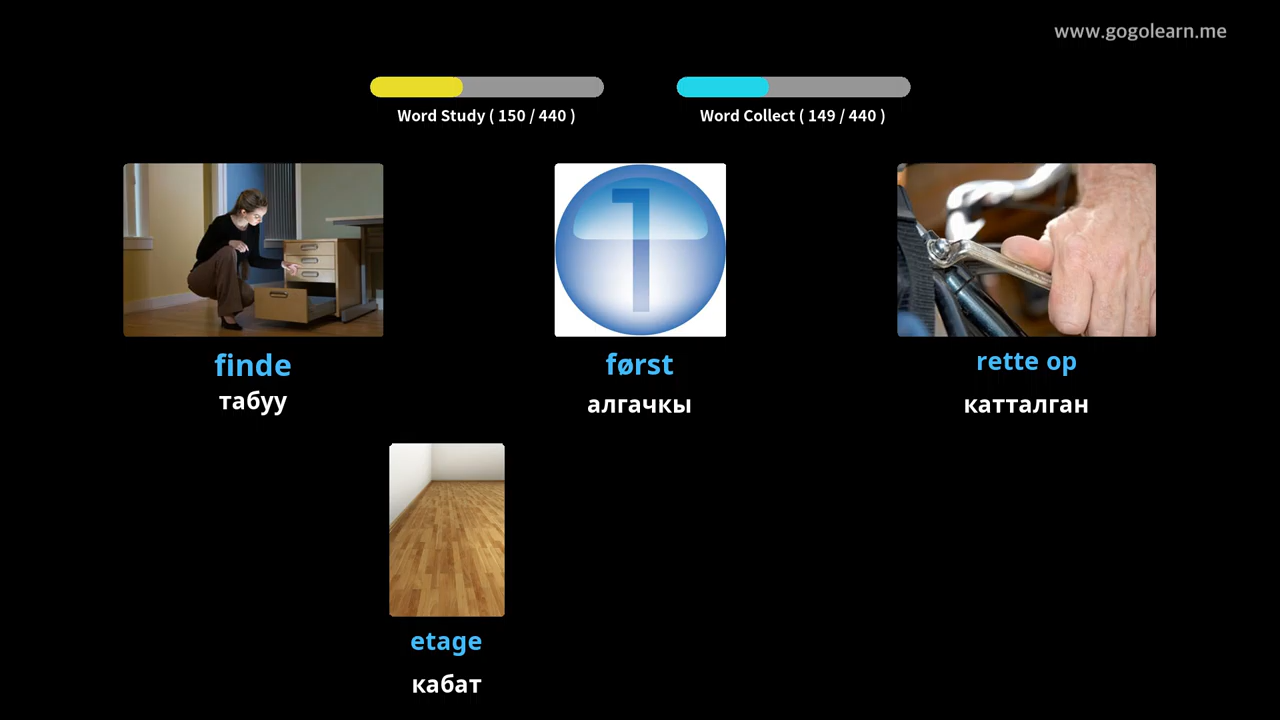 www.gogolearn.me
Word Study ( 150 / 440 )
Word Collect ( 149 / 440 )
1
finde
først
rette op
табуу
алгачкы
катталган
etage
кабат